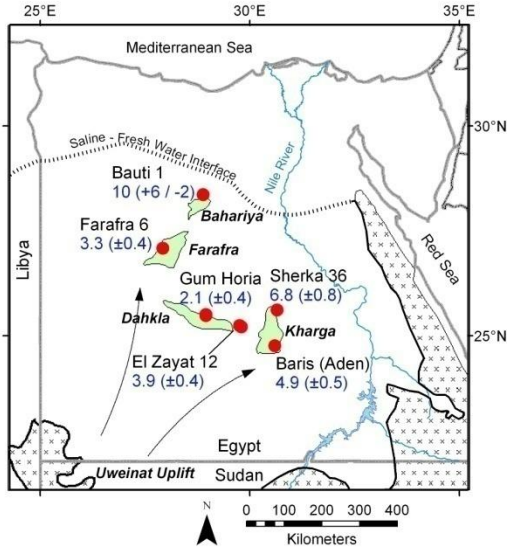 25°E
30°E
35°E
Mediterranean Sea
30°N
Saline - Fresh Water Interface
Nile River
Bauti 1
10 (+6 / -2)
Bahariya
Farafra 6
3.3 (±0.4)
Farafra
Red Sea
Libya
Gum Horia
2.1 (±0.4)
Sherka 36
6.8 (±0.8)
Dahkla
Kharga
25°N
El Zayat 12
3.9 (±0.4)
Baris (Aden)
4.9 (±0.5)
Egypt
Uweinat Uplift
Sudan
N
0 100 200 300 400
Kilometers